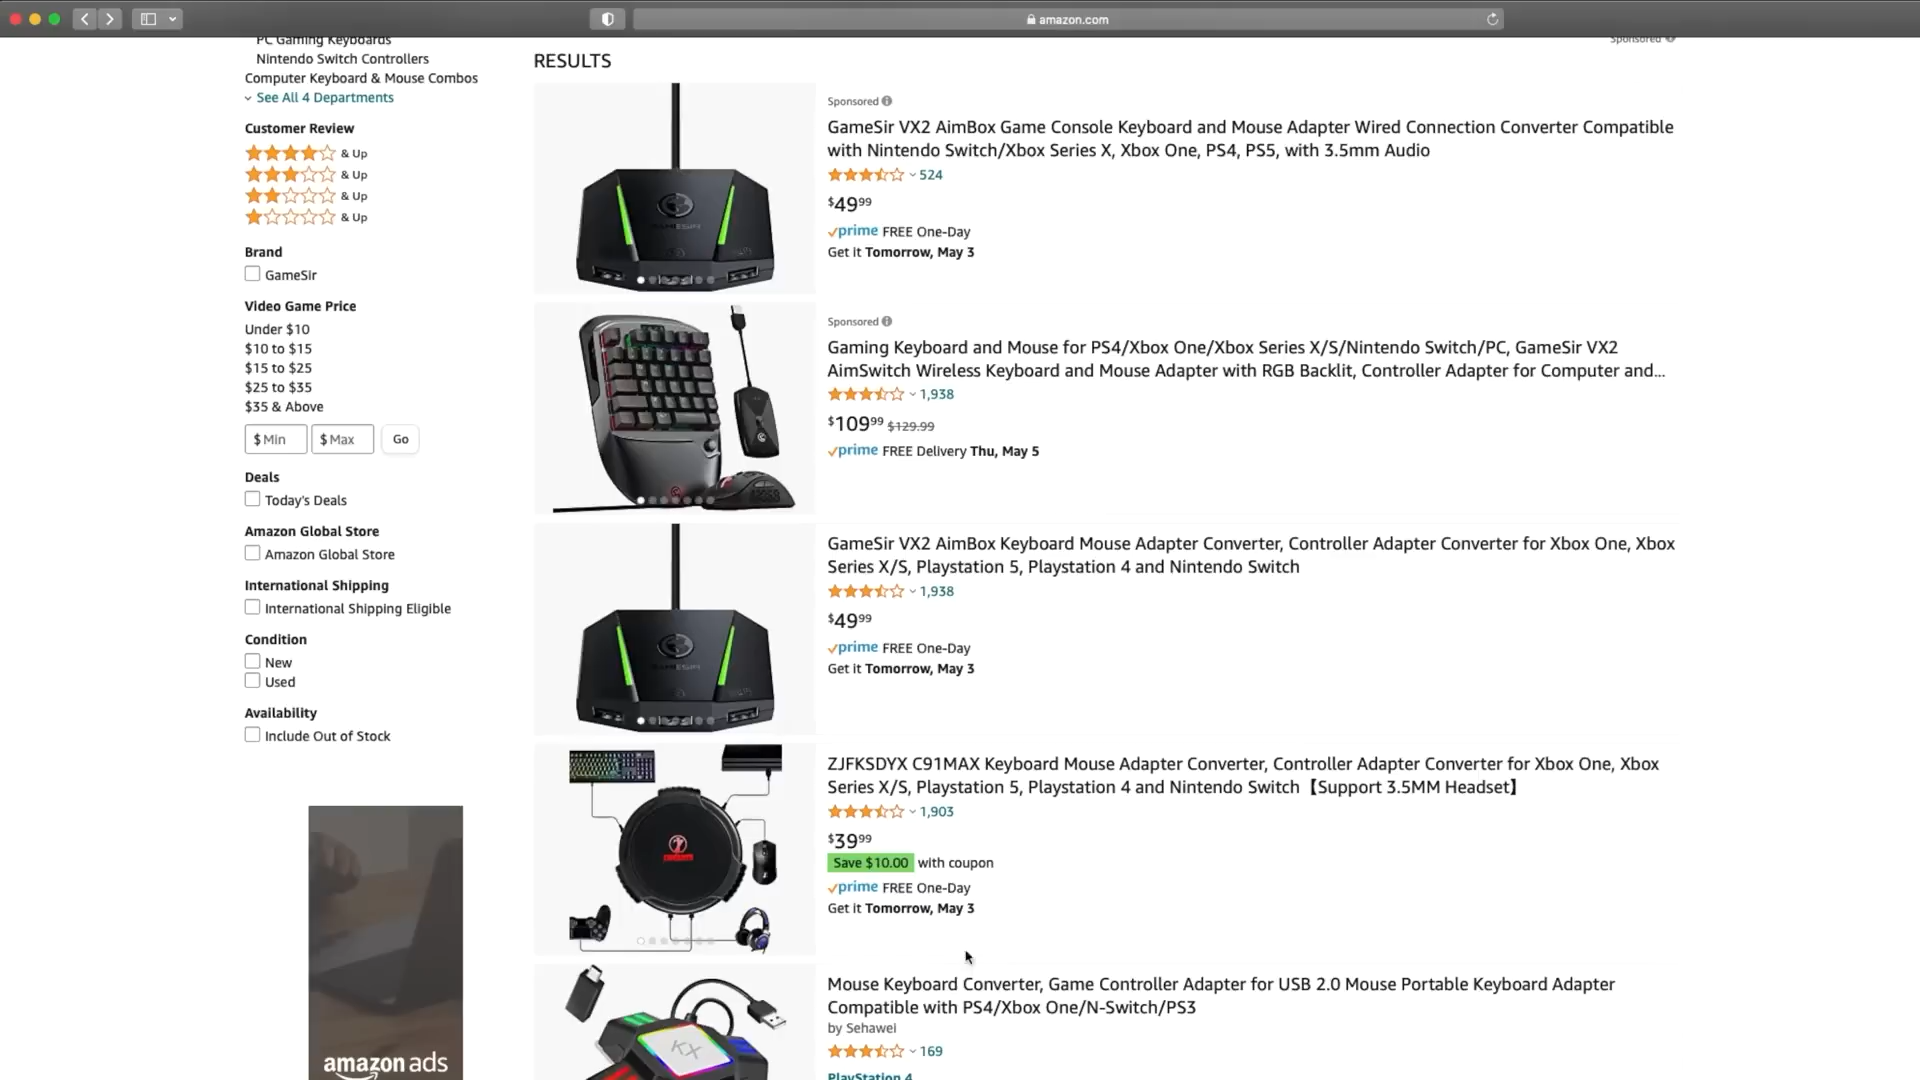 amazon.com
PC Gaming Keyboards
Nintendo Switch Controllers
Computer Keyboard & Mouse Combos
See All 4 Departments
Customer Review
& Up
& Up
& Up
& Up
Brand
GameSir
Video Game Price
Under $10
$10 to $15
$15 to $25
$25 to $35
$35 & Above
$ Min $ Max Go
Deals
Today's Deals
Amazon Global Store
Amazon Global Store
International Shipping
International Shipping Eligible
Condition
New
Used
Availability
Include Out of Stock
amazon ads
Sponsored
RESULTS
Sponsored
GameSir VX2 AimBox Game Console Keyboard and Mouse Adapter Wired Connection Converter Compatible
with Nintendo Switch/Xbox Series X, Xbox One, PS4, PS5, with 3.5mm Audio
524
$4999
prime FREE One-Day
Get it Tomorrow, May 3
Sponsored
Gaming Keyboard and Mouse for PS4/Xbox One/Xbox Series X/S/Nintendo Switch/PC, GameSir VX2
AimSwitch Wireless Keyboard and Mouse Adapter with RGB Backlit, Controller Adapter for Computer and...
1,938
$10999 $129.99
prime FREE Delivery Thu, May 5
GameSir VX2 AimBox Keyboard Mouse Adapter Converter, Controller Adapter Converter for Xbox One, Xbox
Series X/S, Playstation 5, Playstation 4 and Nintendo Switch
1,938
$4999
prime FREE One-Day
Get it Tomorrow, May 3
ZJFKSDYX C91MAX Keyboard Mouse Adapter Converter, Controller Adapter Converter for Xbox One, Xbox
Series X/S, Playstation 5, Playstation 4 and Nintendo Switch【Support 3.5MM Headset】
1,903
$3999
Save $10.00 with coupon
prime FREE One-Day
Get it Tomorrow, May 3
KX
Mouse Keyboard Converter, Game Controller Adapter for USB 2.0 Mouse Portable Keyboard Adapter
Compatible with PS4/Xbox One/N-Switch/PS3
by Sehawei
169
PlayStation 4